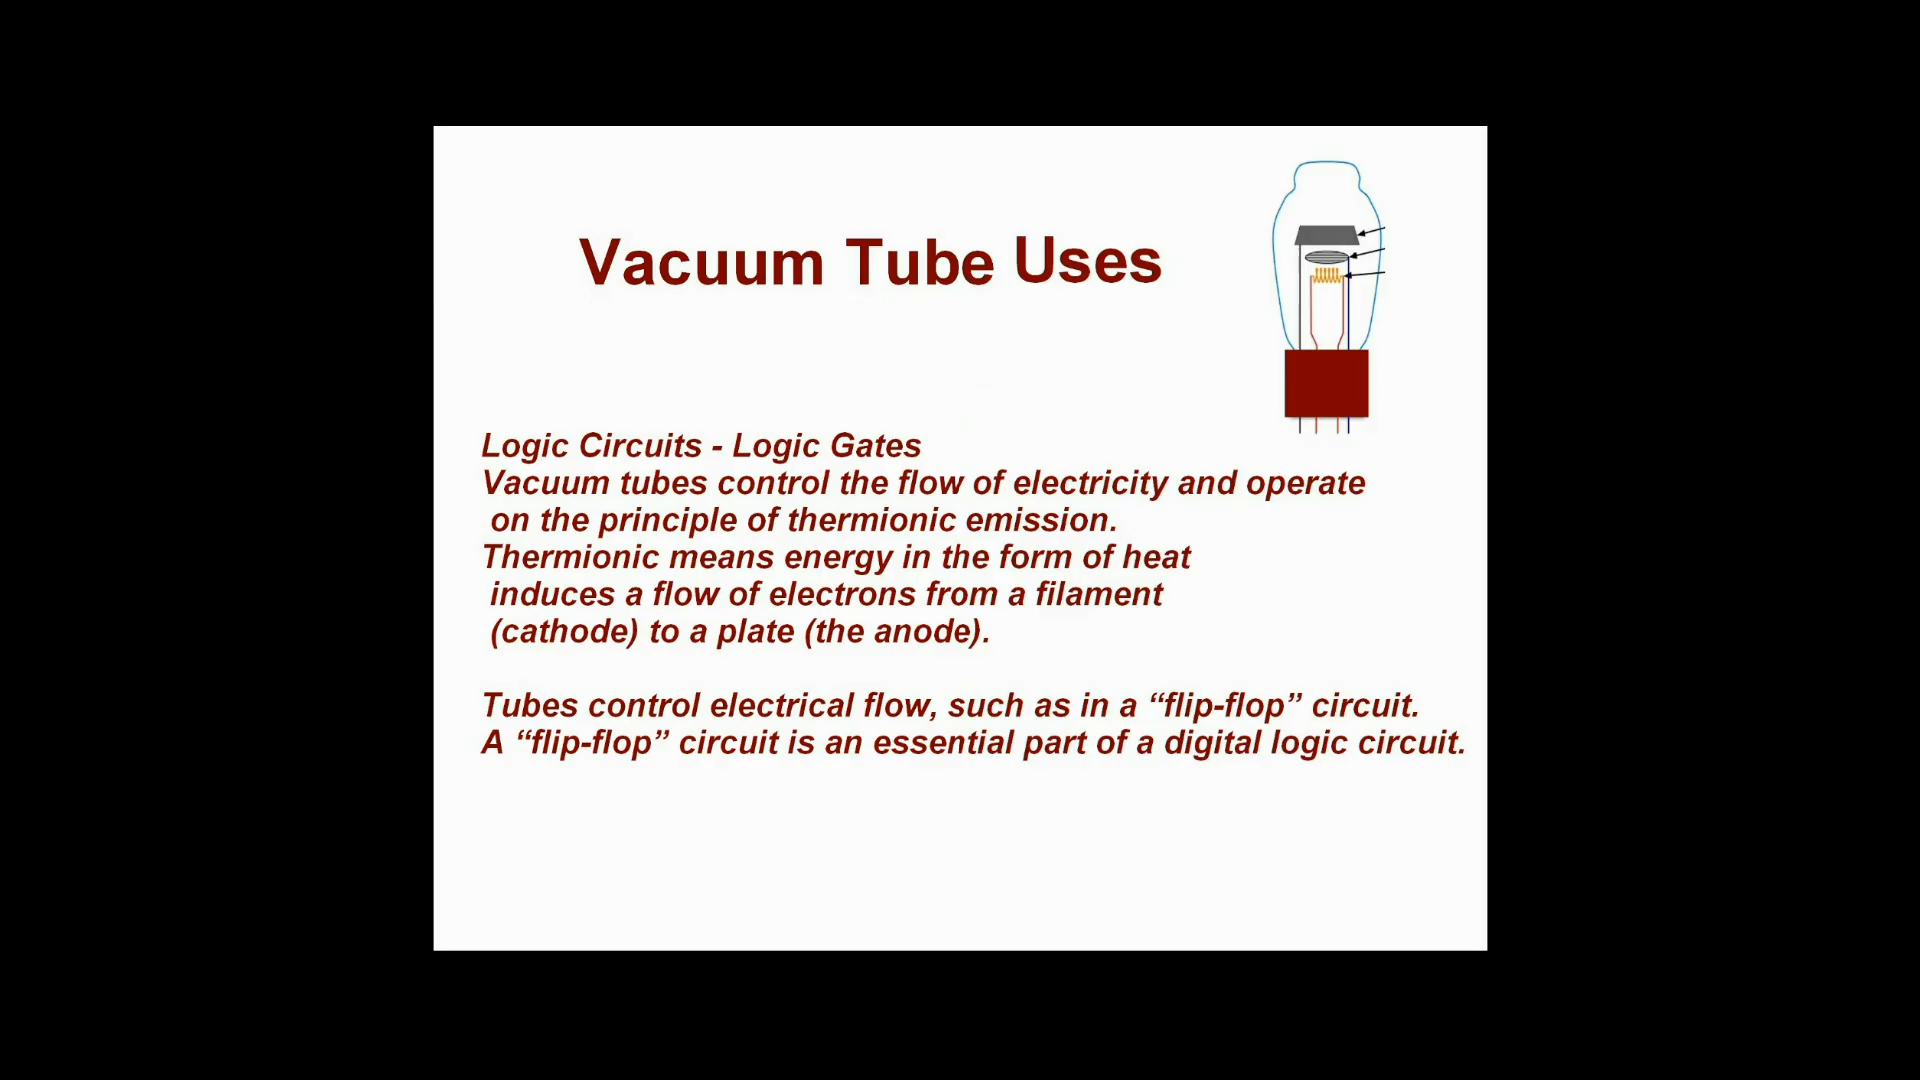 Vacuum Tube Uses
Logic Circuits - Logic Gates
Vacuum tubes control the flow of electricity and operate
on the principle of thermionic emission.
Thermionic means energy in the form of heat
induces a flow of electrons from a filament
(cathode) to a plate (the anode).
Tubes control electrical flow, such as in a “flip-flop” circuit.
A “flip-flop” circuit is an essential part of a digital logic circuit.